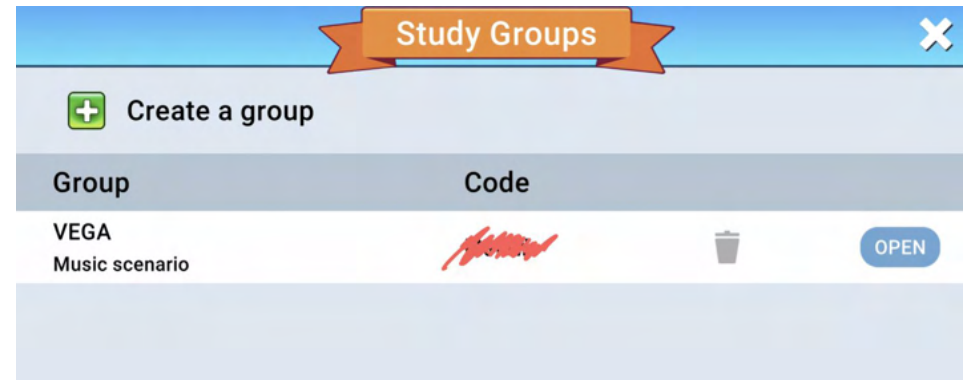 Study Groups
Create a group
Group Code
VEGA
Music scenario
OPEN